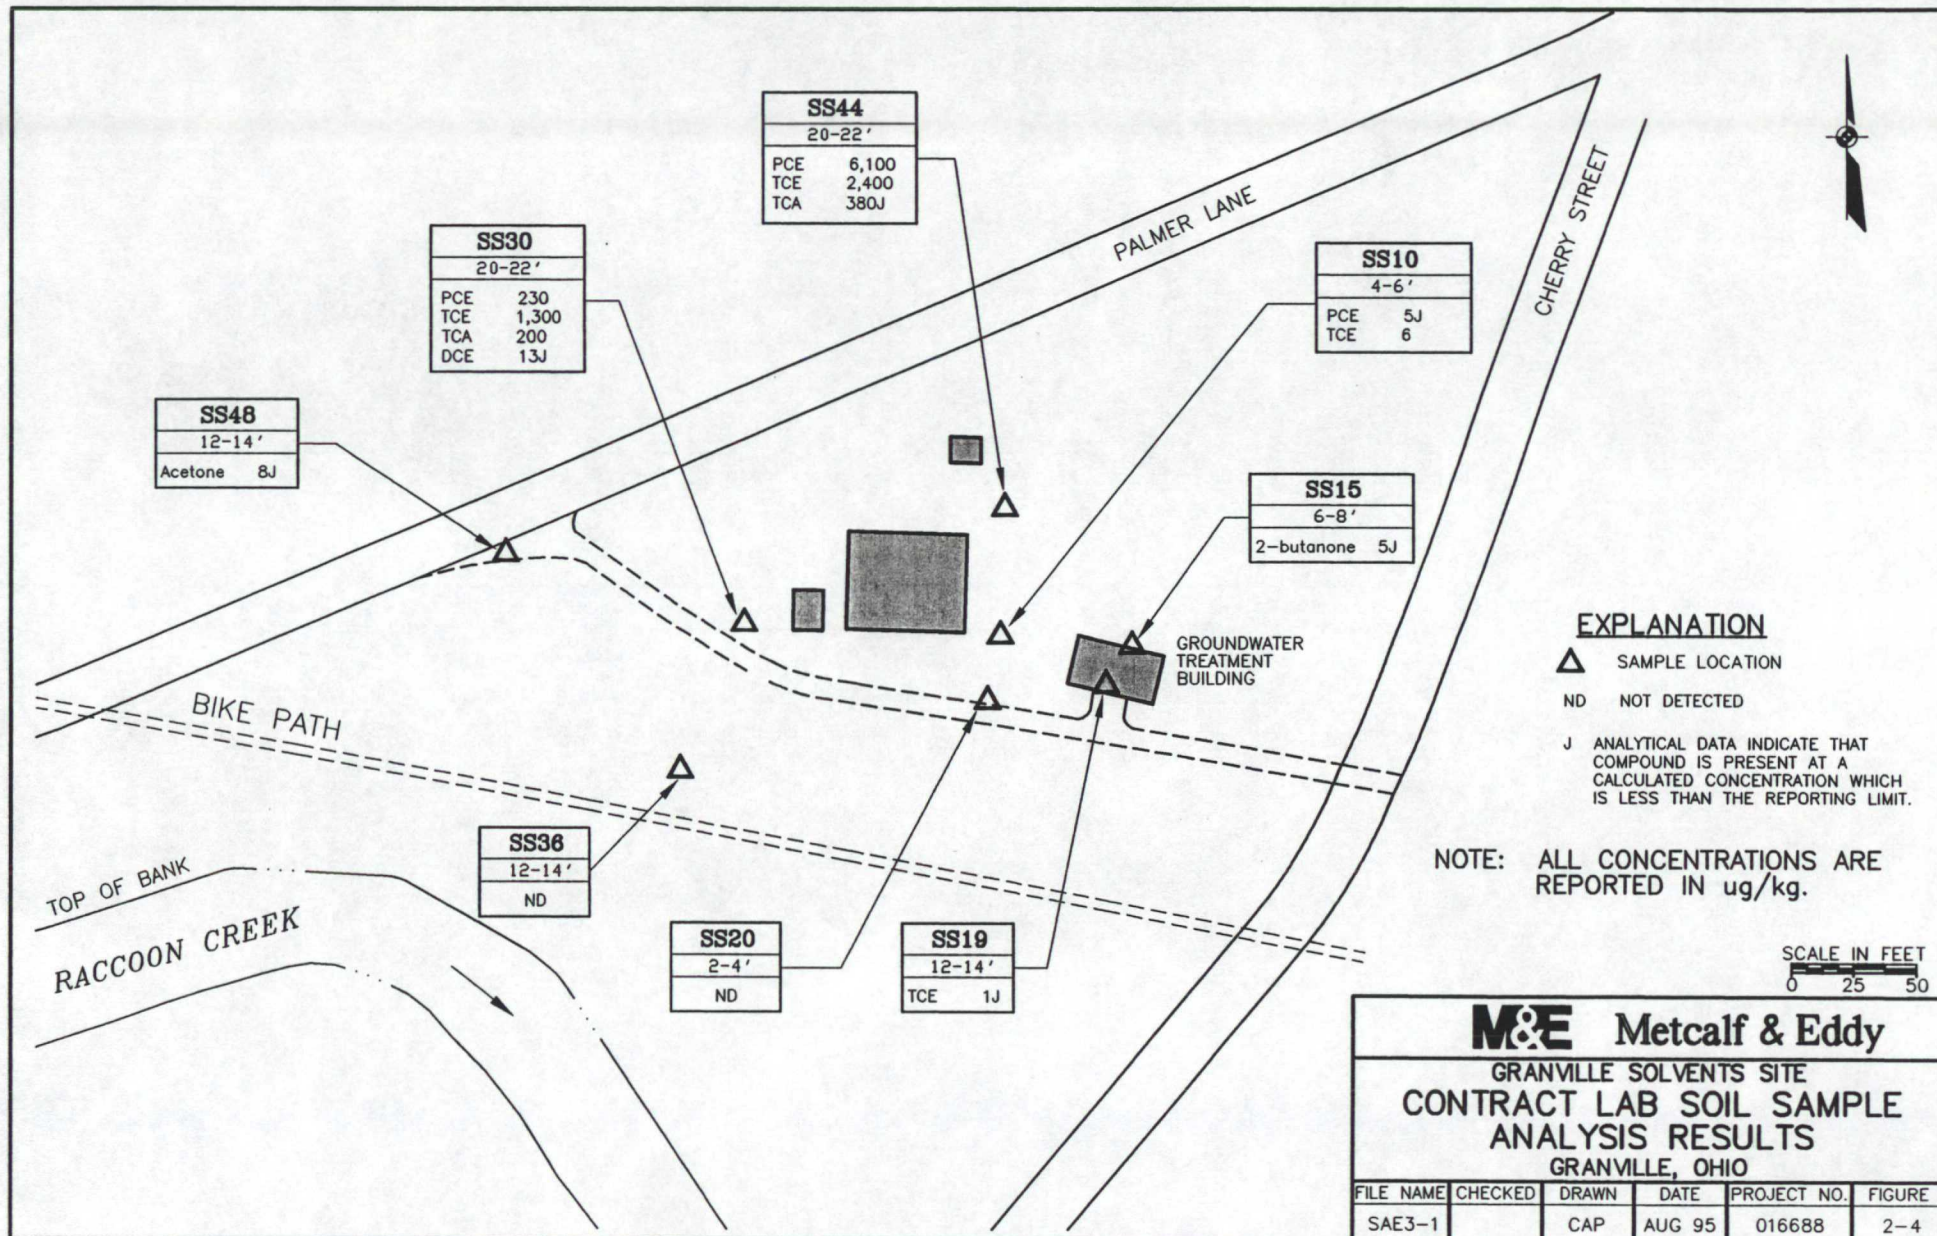 SS44
20-22'
PCE 6,100
TCE 2,400
TCA 380J
SS30
20-22'
PCE 230
TCE 1,300
TCA 200
DCE 13J
SS48
12-14'
Acetone 8J
PALMER LANE
CHERRY STREET
SS10
4-6'
PCE 5J
TCE 6
SS15
6-8'
2-butanone 5J
GROUNDWATER
TREATMENT
BUILDING
BIKE PATH
TOP OF BANK
RACCOON CREEK
SS36
12-14'
ND
SS20
2-4'
ND
SS19
12-14'
TCE 1J
EXPLANATION
SAMPLE LOCATION
ND NOT DETECTED
J ANALYTICAL DATA INDICATE THAT
COMPOUND IS PRESENT AT A
CALCULATED CONCENTRATION WHICH
IS LESS THAN THE REPORTING LIMIT.
NOTE: ALL CONCENTRATIONS ARE
REPORTED IN ug/kg.
SCALE IN FEET
0 25 50
M&E Metcalf & Eddy
GRANVILLE SOLVENTS SITE
CONTRACT LAB SOIL SAMPLE
ANALYSIS RESULTS
GRANVILLE, OHIO
FILE NAME CHECKED DRAWN DATE PROJECT NO. FIGURE
SAE3-1 CAP AUG 95 016688 2-4